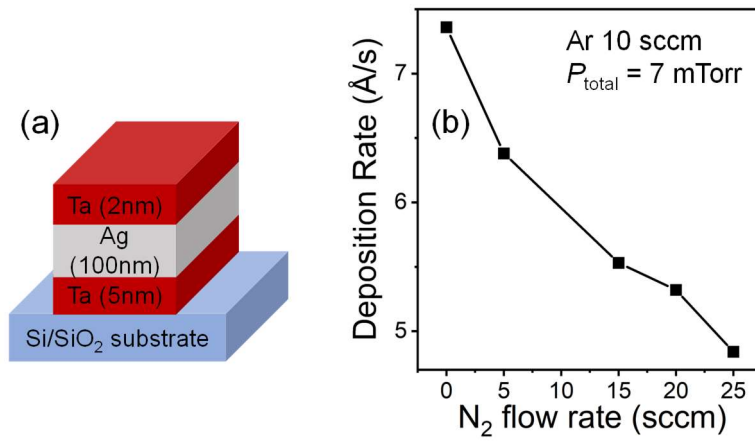 (a)
Ta (2nm)
Ag
(100nm)
Ta (5nm)
Si/SiO₂ substrate
(b)
Ar 10 sccm
P_total = 7 mTorr
Deposition Rate (Å/s)
7
6
5
0 5 10 15 20 25
N₂ flow rate (sccm)